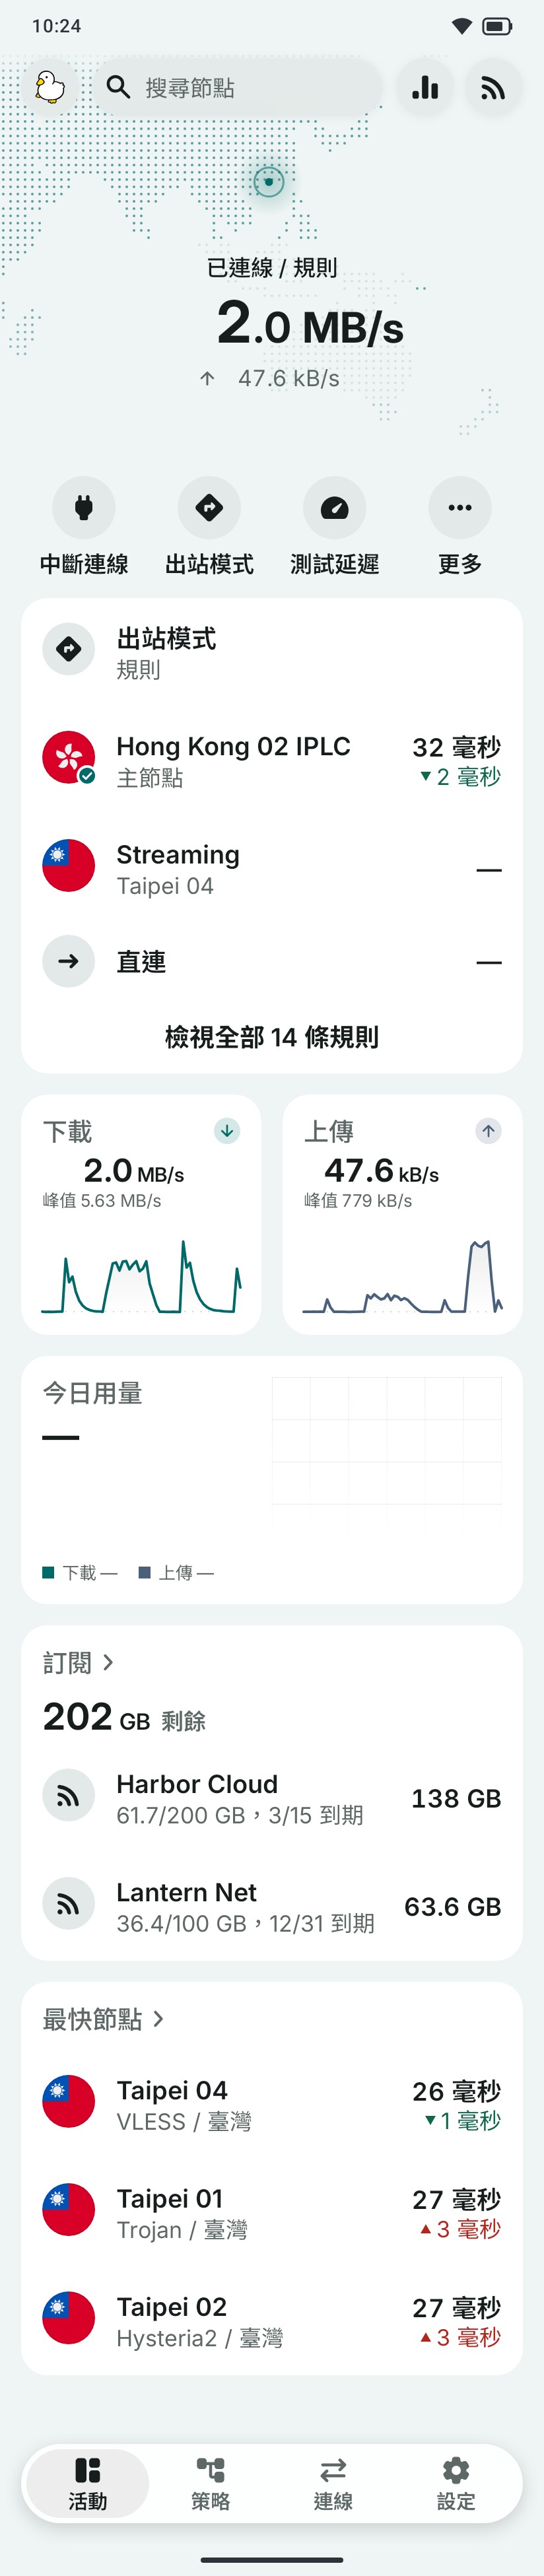 10:24
搜尋節點
已連線 / 規則
2.0 MB/s
47.6 kB/s
中斷連線 出站模式 測試延遲 更多
出站模式
規則
Hong Kong 02 IPLC 32 毫秒
主節點 ▼2 毫秒
Streaming —
Taipei 04
直連 —
檢視全部 14 條規則
下載 上傳
2.0 MB/s 47.6 kB/s
峰值 5.63 MB/s 峰值 779 kB/s
今日用量
—
下載 — 上傳 —
訂閱
202 GB 剩餘
Harbor Cloud 138 GB
61.7/200 GB，3/15 到期
Lantern Net 63.6 GB
36.4/100 GB，12/31 到期
最快節點
Taipei 04 26 毫秒
VLESS / 臺灣 ▼1 毫秒
Taipei 01 27 毫秒
Trojan / 臺灣 ▲3 毫秒
Taipei 02 27 毫秒
Hysteria2 / 臺灣 ▲3 毫秒
活動 策略 連線 設定